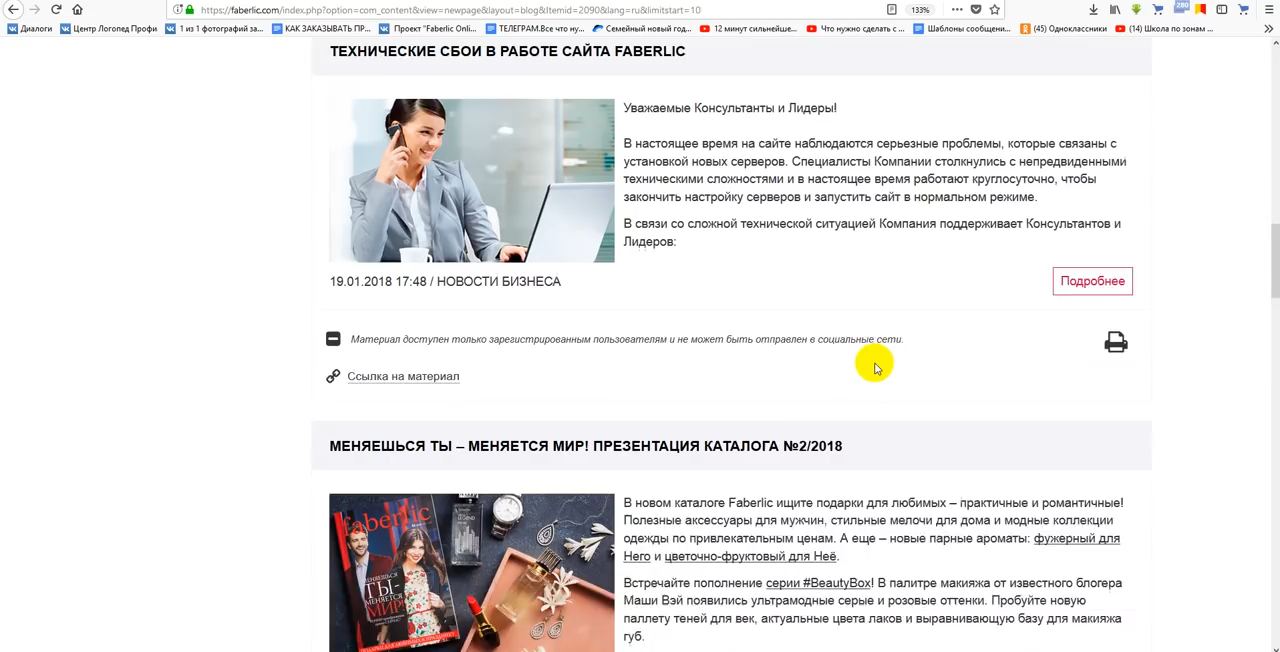 https://faberlic.com/index.php?option=com_content&view=newpage&layout=blog&Itemid=2090&lang=ru&limitstart=10
133%
280
Диалоги
Центр Логопед Профи
1 из 1 фотографий за...
КАК ЗАКАЗЫВАТЬ ПР...
Проект "Faberlic Onli...
ТЕЛЕГРАМ.Все что ну...
Семейный новый год...
12 минут сильнейше...
Что нужно сделать с ...
Шаблоны сообщени...
(45) Одноклассники
(14) Школа по зонам ...
ТЕХНИЧЕСКИЕ СБОИ В РАБОТЕ САЙТА FABERLIC
Уважаемые Консультанты и Лидеры!
В настоящее время на сайте наблюдаются серьезные проблемы, которые связаны с
установкой новых серверов. Специалисты Компании столкнулись с непредвиденными
техническими сложностями и в настоящее время работают круглосуточно, чтобы
закончить настройку серверов и запустить сайт в нормальном режиме.
В связи со сложной технической ситуацией Компания поддерживает Консультантов и
Лидеров:
19.01.2018 17:48 / НОВОСТИ БИЗНЕСА
Подробнее
Материал доступен только зарегистрированным пользователям и не может быть отправлен в социальные сети.
Ссылка на материал
МЕНЯЕШЬСЯ ТЫ – МЕНЯЕТСЯ МИР! ПРЕЗЕНТАЦИЯ КАТАЛОГА №2/2018
faberlic
МЕНЯЕШЬСЯ
ТЫ-
МЕНЯЕТСЯ
МИР!
В новом каталоге Faberlic ищите подарки для любимых – практичные и романтичные!
Полезные аксессуары для мужчин, стильные мелочи для дома и модные коллекции
одежды по привлекательным ценам. А еще – новые парные ароматы: фужерный для
Него и цветочно-фруктовый для Неё.
Встречайте пополнение серии #BeautyBox! В палитре макияжа от известного блогера
Маши Вэй появились ультрамодные серые и розовые оттенки. Пробуйте новую
паллету теней для век, актуальные цвета лаков и выравнивающую базу для макияжа
губ.